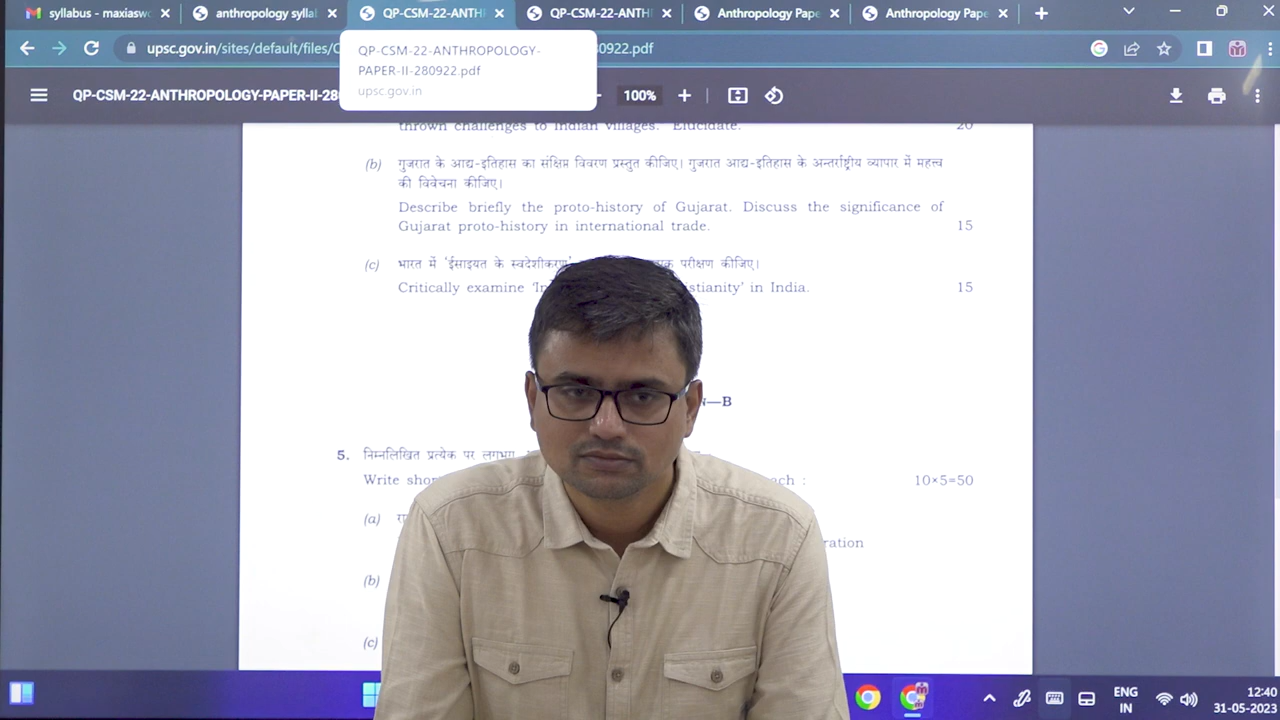 syllabus - maxiasw
anthropology sylla
QP-CSM-22-ANTH
QP-CSM-22-ANTH
Anthropology Pape
Anthropology Pape
upsc.gov.in/sites/default/files/
0922.pdf
QP-CSM-22-ANTHROPOLOGY-
PAPER-II-280922.pdf
upsc.gov.in
QP-CSM-22-ANTHROPOLOGY-PAPER-II-28
100%
thrown challenges to Indian villages. Elucidate. 20
(b) गुजरात के आद्य-इतिहास का संक्षिप्त विवरण प्रस्तुत कीजिए। गुजरात आद्य-इतिहास के अन्तर्राष्ट्रीय व्यापार में महत्त्व
की विवेचना कीजिए।
Describe briefly the proto-history of Gujarat. Discuss the significance of
Gujarat proto-history in international trade. 15
(c) भारत में 'ईसाइयत के स्वदेशीकरण' परीक्षण कीजिए।
Critically examine in India. 15
—B
5. निम्नलिखित प्रत्येक पर लगभग
Write 10×5=50
(a)
(b)
(c)
ENG
IN
12:40
31-05-2023